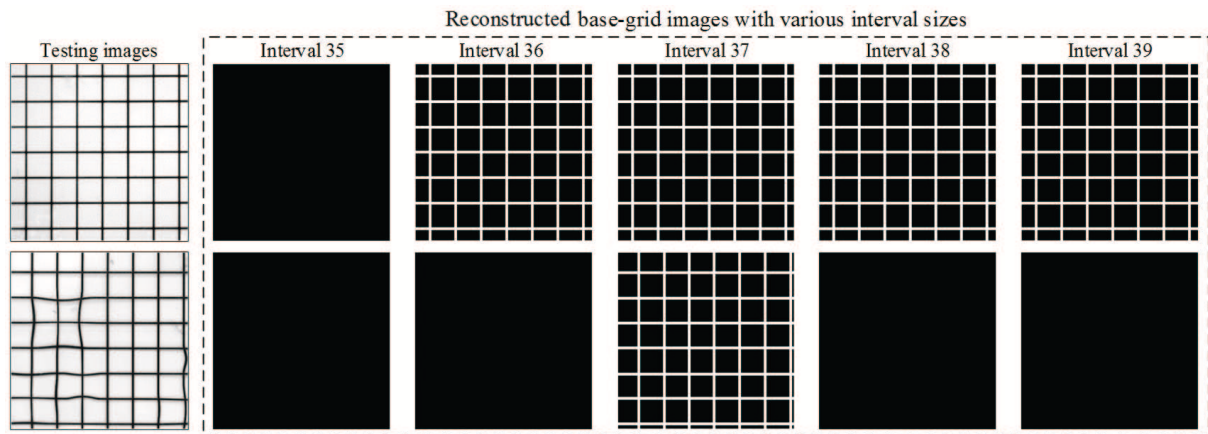 Reconstructed base-grid images with various interval sizes
Testing images
Interval 35
Interval 36
Interval 37
Interval 38
Interval 39